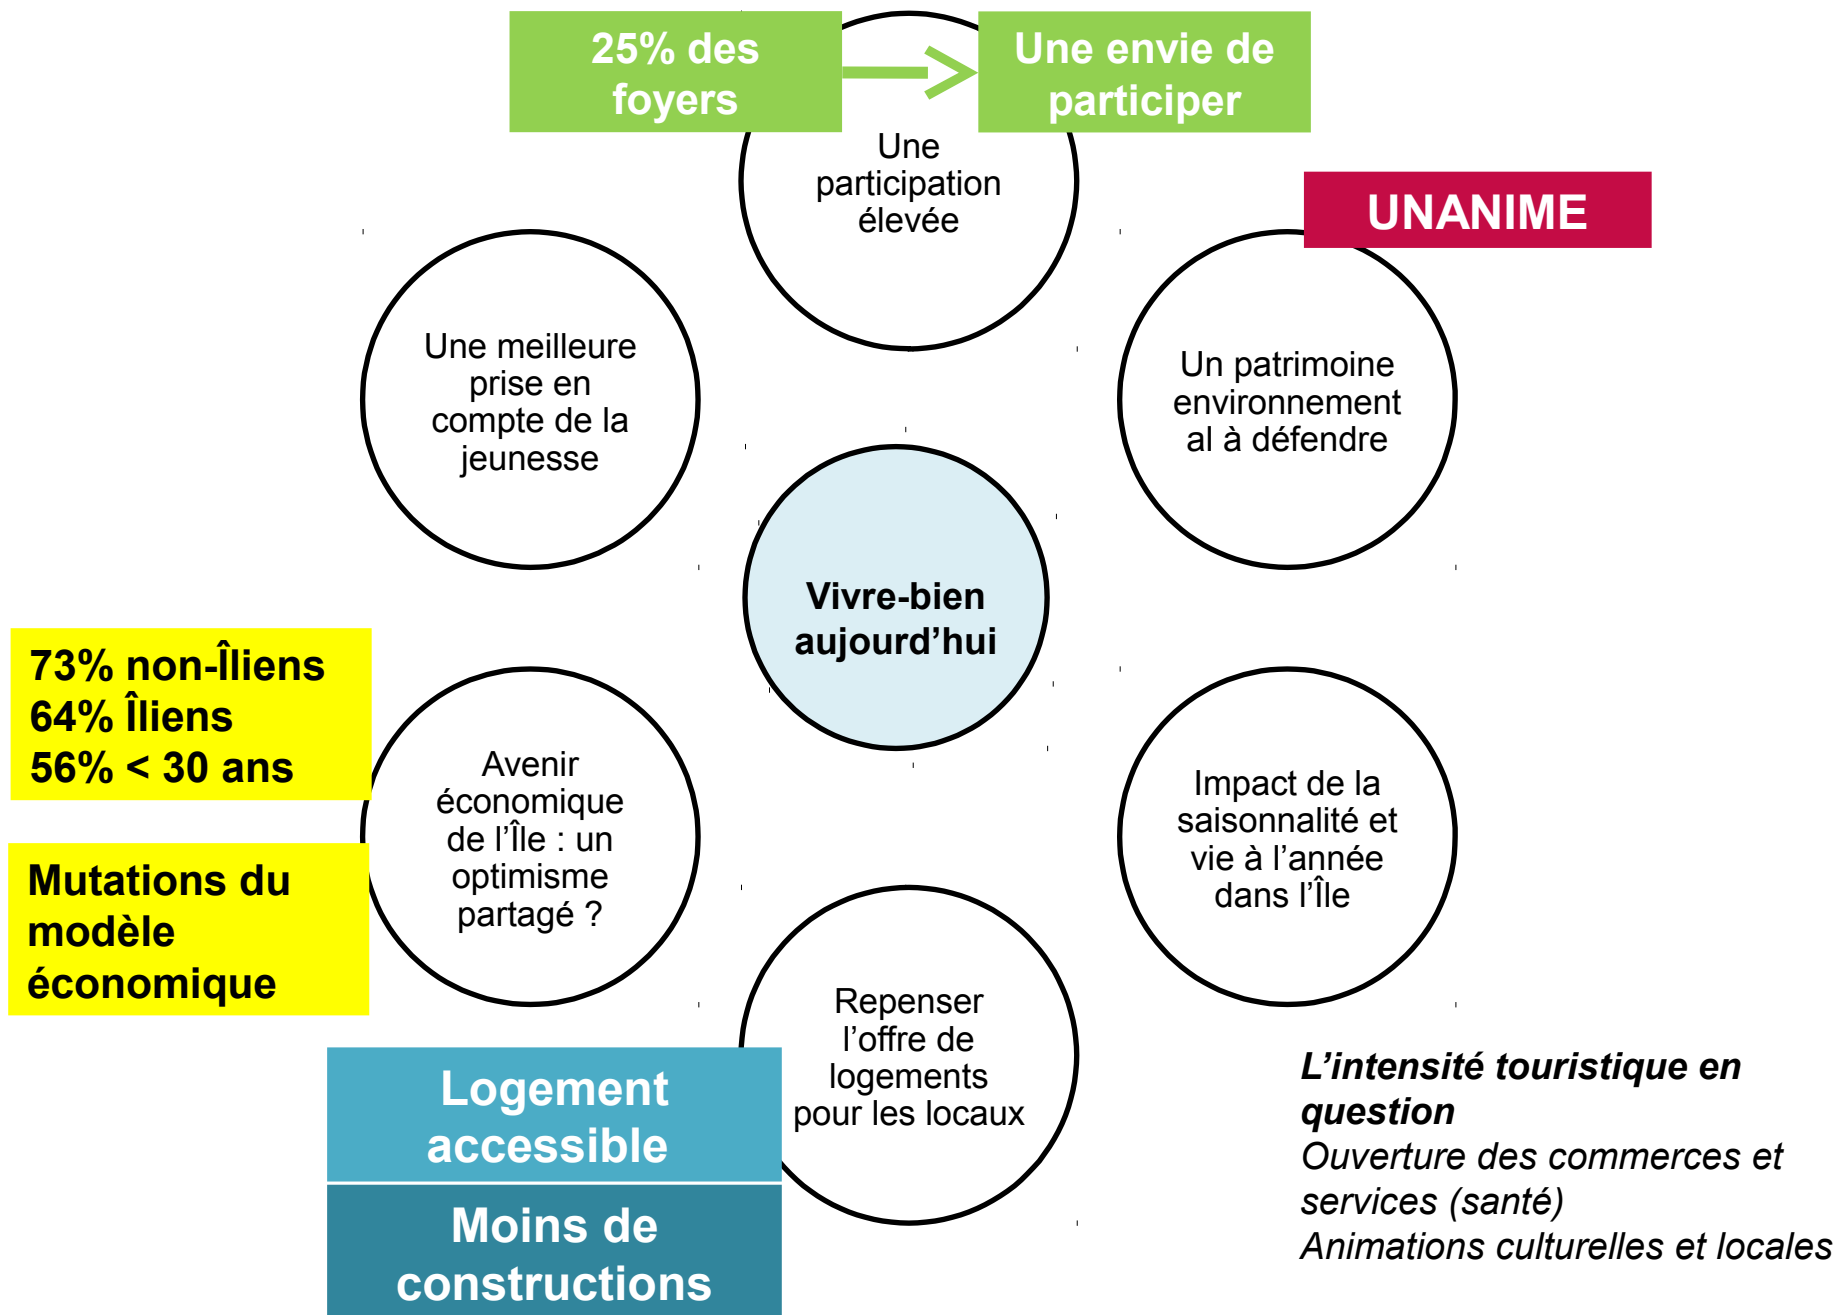 25% des
foyers
Une envie de
participer
Une
participation
élevée
UNANIME
Une meilleure
prise en
compte de la
jeunesse
Un patrimoine
environnement
al à défendre
Vivre-bien
aujourd’hui
73% non-Îliens
64% Îliens
56% < 30 ans
Avenir
économique
de l’Île : un
optimisme
partagé ?
Impact de la
saisonnalité et
vie à l’année
dans l’Île
Mutations du
modèle
économique
Repenser
l’offre de
logements
pour les locaux
Logement
accessible
Moins de
constructions
L’intensité touristique en
question
Ouverture des commerces et
services (santé)
Animations culturelles et locales